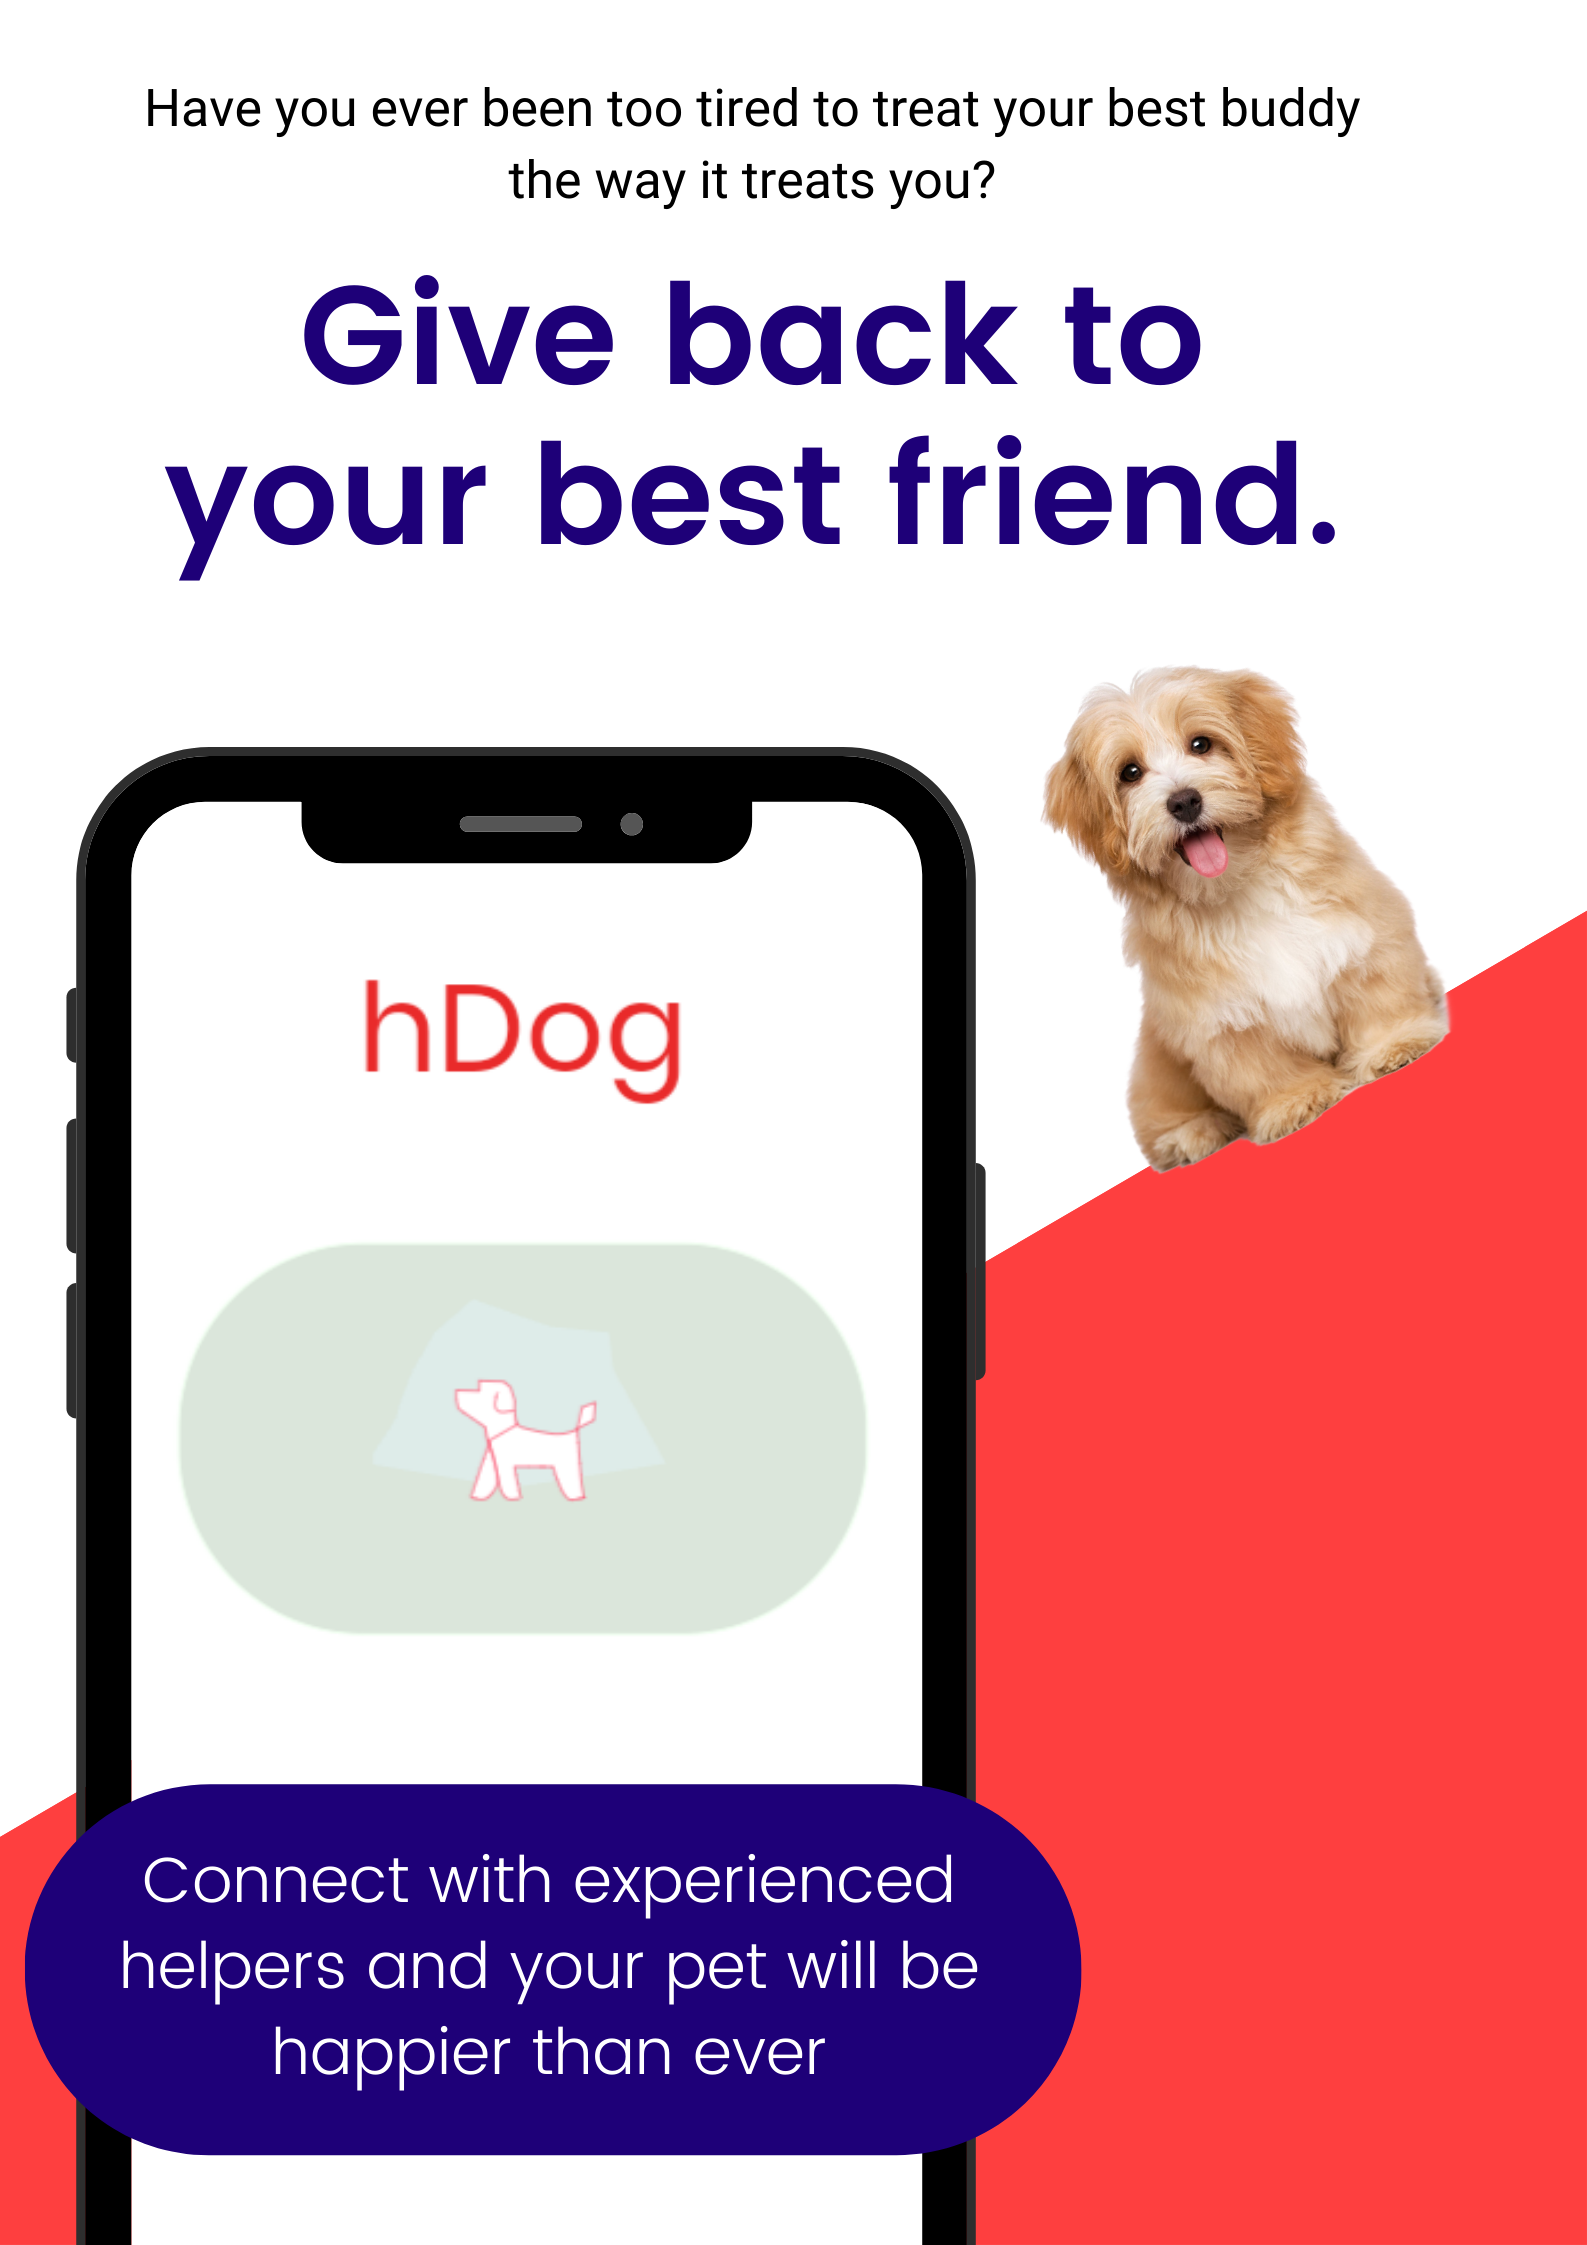 Have you ever been too tired to treat your best buddy
the way it treats you?
Give back to
your best friend.
hDog
Connect with experienced
helpers and your pet will be
happier than ever